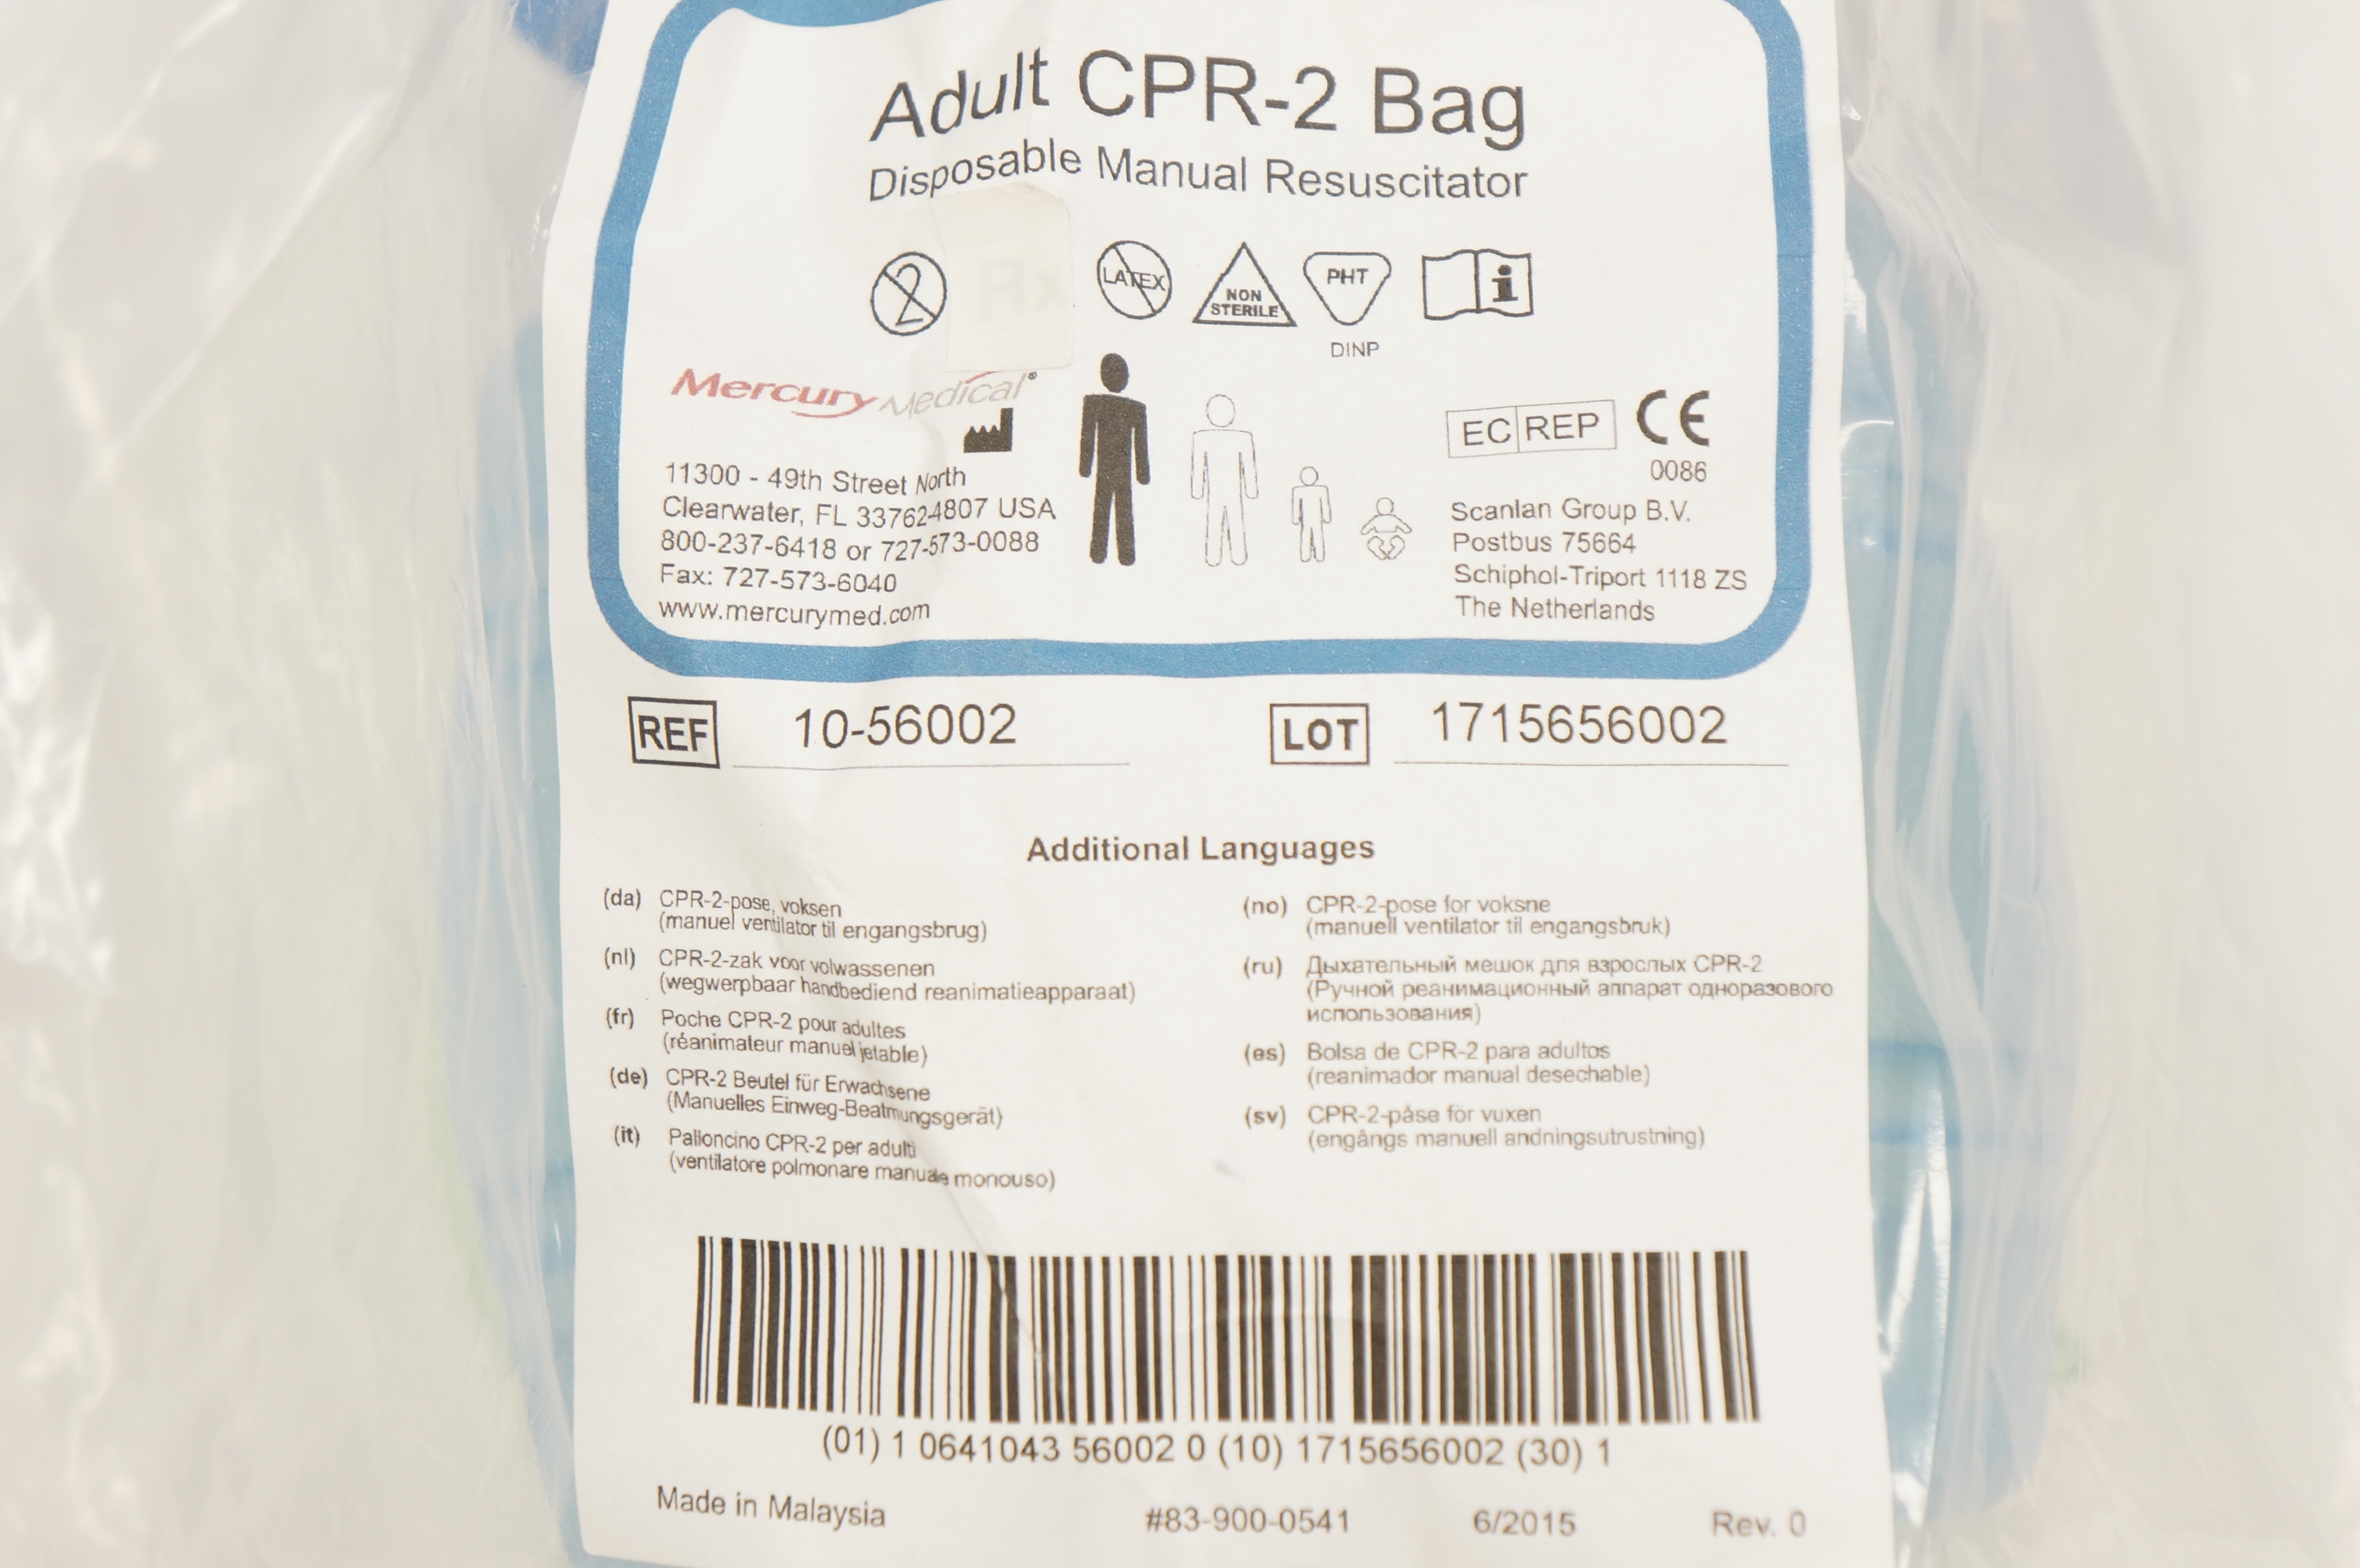 Adult CPR-2 Bag
Disposable Manual Resuscitator
2
Rx
LATEX
NON
STERILE
PHT
DINP
i
Mercury Medical®
EC REP
CE
0086
11300 - 49th Street North
Clearwater, FL 33762-4807 USA
800-237-6418 or 727-573-0088
Fax: 727-573-6040
www.mercurymed.com
Scanlan Group B.V.
Postbus 75664
Schiphol-Triport 1118 ZS
The Netherlands
REF 10-56002
LOT 1715656002
Additional Languages
(da) CPR-2-pose, voksen
(manuel ventilator til engangsbrug)
(nl) CPR-2-zak voor volwassenen
(wegwerpbaar handbediend reanimatieapparaat)
(fr) Poche CPR-2 pour adultes
(réanimateur manuel jetable)
(de) CPR-2 Beutel für Erwachsene
(Manuelles Einweg-Beatmungsgerät)
(it) Palloncino CPR-2 per adulti
(ventilatore polmonare manuale monouso)
(no) CPR-2-pose for voksne
(manuell ventilator til engangsbruk)
(ru) Дыхательный мешок для взрослых CPR-2
(Ручной реанимационный аппарат одноразового
использования)
(es) Bolsa de CPR-2 para adultos
(reanimador manual desechable)
(sv) CPR-2-påse för vuxen
(engångs manuell andningsutrustning)
(01) 1 0641043 56002 0 (10) 1715656002 (30) 1
Made in Malaysia
#83-900-0541
6/2015
Rev. 0